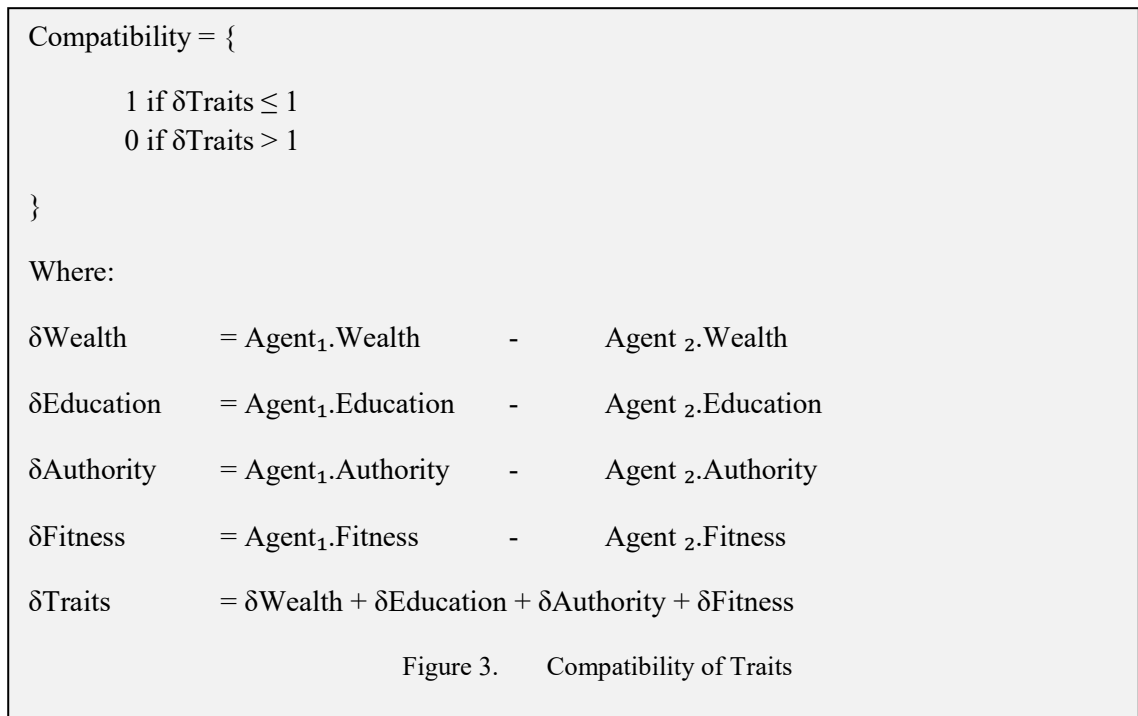 Compatibility = {
1 if δTraits ≤ 1
0 if δTraits > 1
}
Where:
δWealth = Agent₁.Wealth - Agent ₂.Wealth
δEducation = Agent₁.Education - Agent ₂.Education
δAuthority = Agent₁.Authority - Agent ₂.Authority
δFitness = Agent₁.Fitness - Agent ₂.Fitness
δTraits = δWealth + δEducation + δAuthority + δFitness
Figure 3. Compatibility of Traits